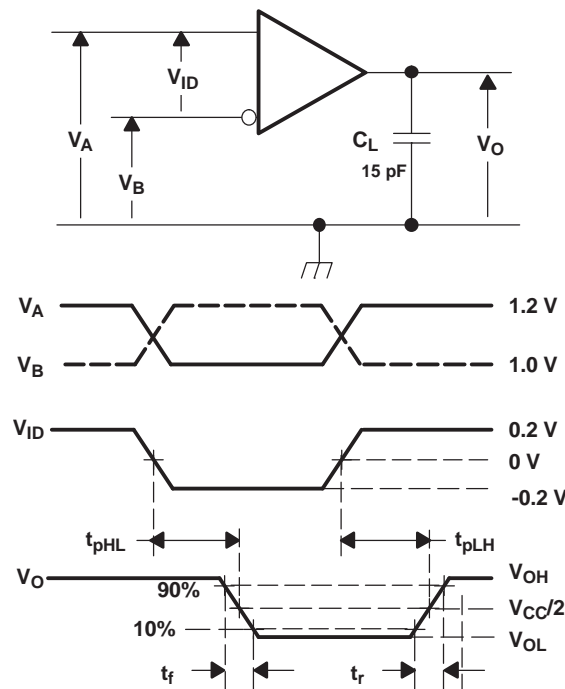 V_ID
V_A
V_B
C_L
15 pF
V_O
V_A
1.2 V
V_B
1.0 V
V_ID
0.2 V
0 V
-0.2 V
t_pHL
t_pLH
V_O
V_OH
90%
V_CC/2
10%
V_OL
t_f
t_r